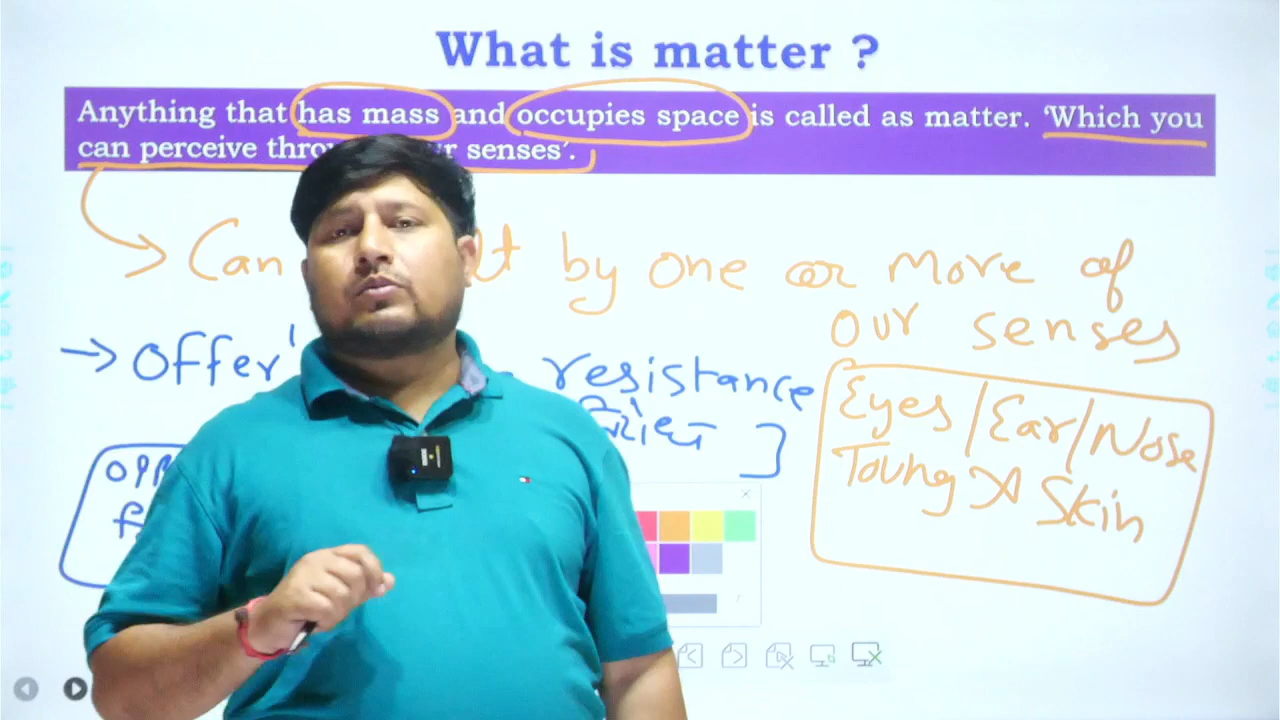 What is matter ?
Anything that has mass and occupies space is called as matter. 'Which you
can perceive senses'.
Can by one or more of
our senses
→ Offer' resistance
]
Eyes / Ear / Nose
Toung & Skin